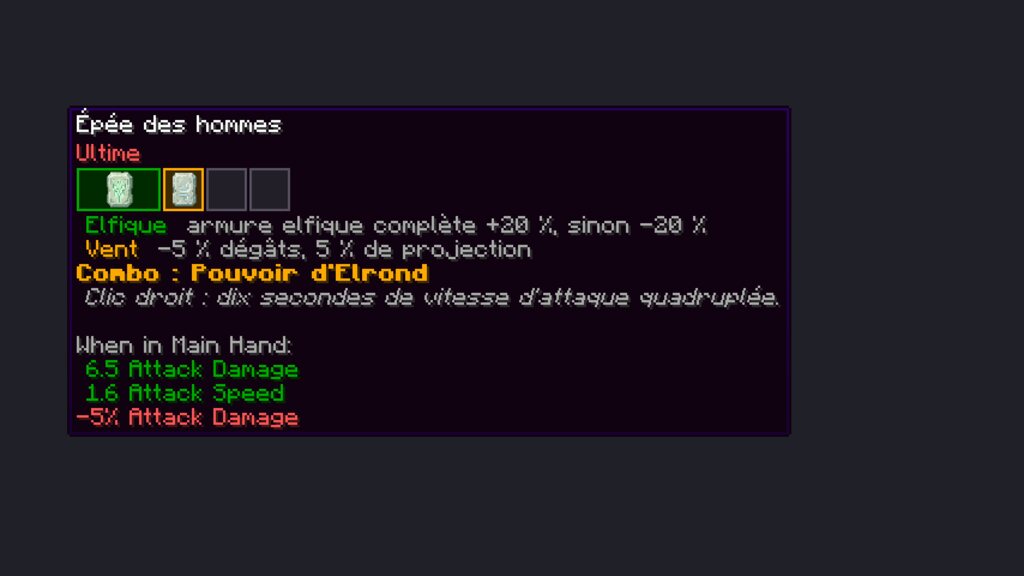 Épée des hommes
Ultime
Elfique armure elfique complète +20 %, sinon -20 %
Vent -5 % dégâts, 5 % de projection
Combo : Pouvoir d'Elrond
Clic droit : dix secondes de vitesse d'attaque quadruplée.
When in Main Hand:
6.5 Attack Damage
1.6 Attack Speed
-5% Attack Damage